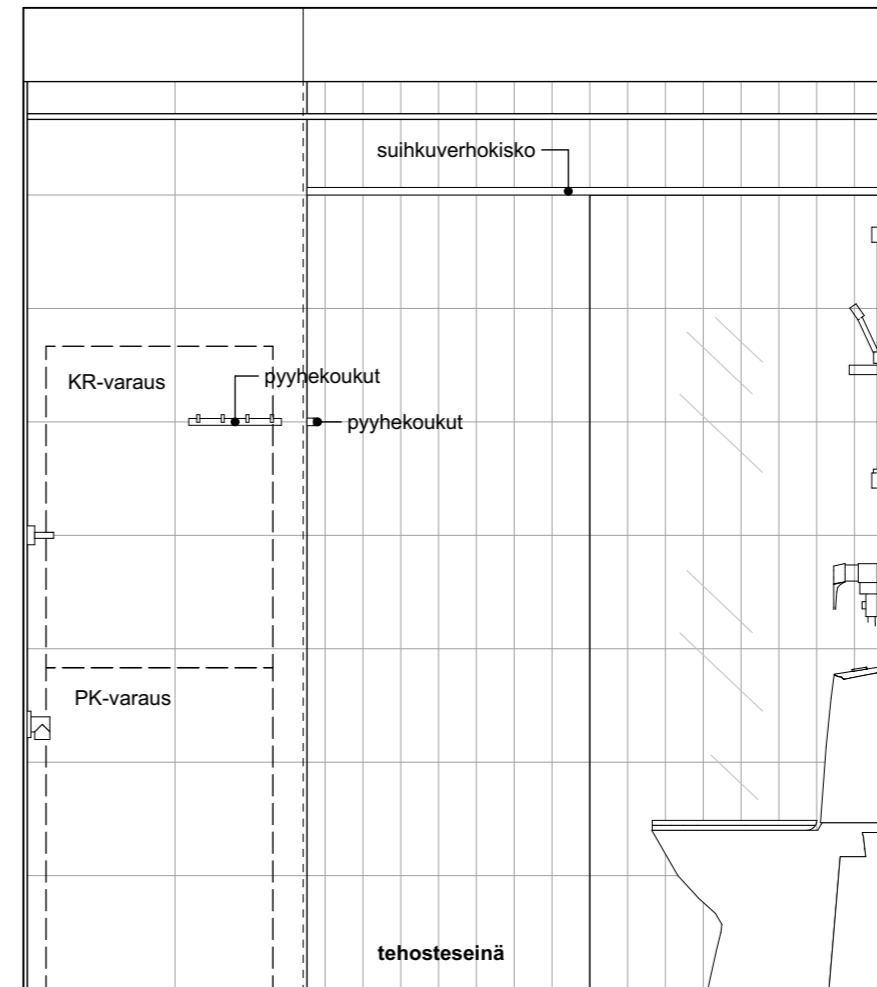 suihkuverhokisko
pyyhekoukut
KR-varaus
pyyhekoukut
PK-varaus
tehosteseinä